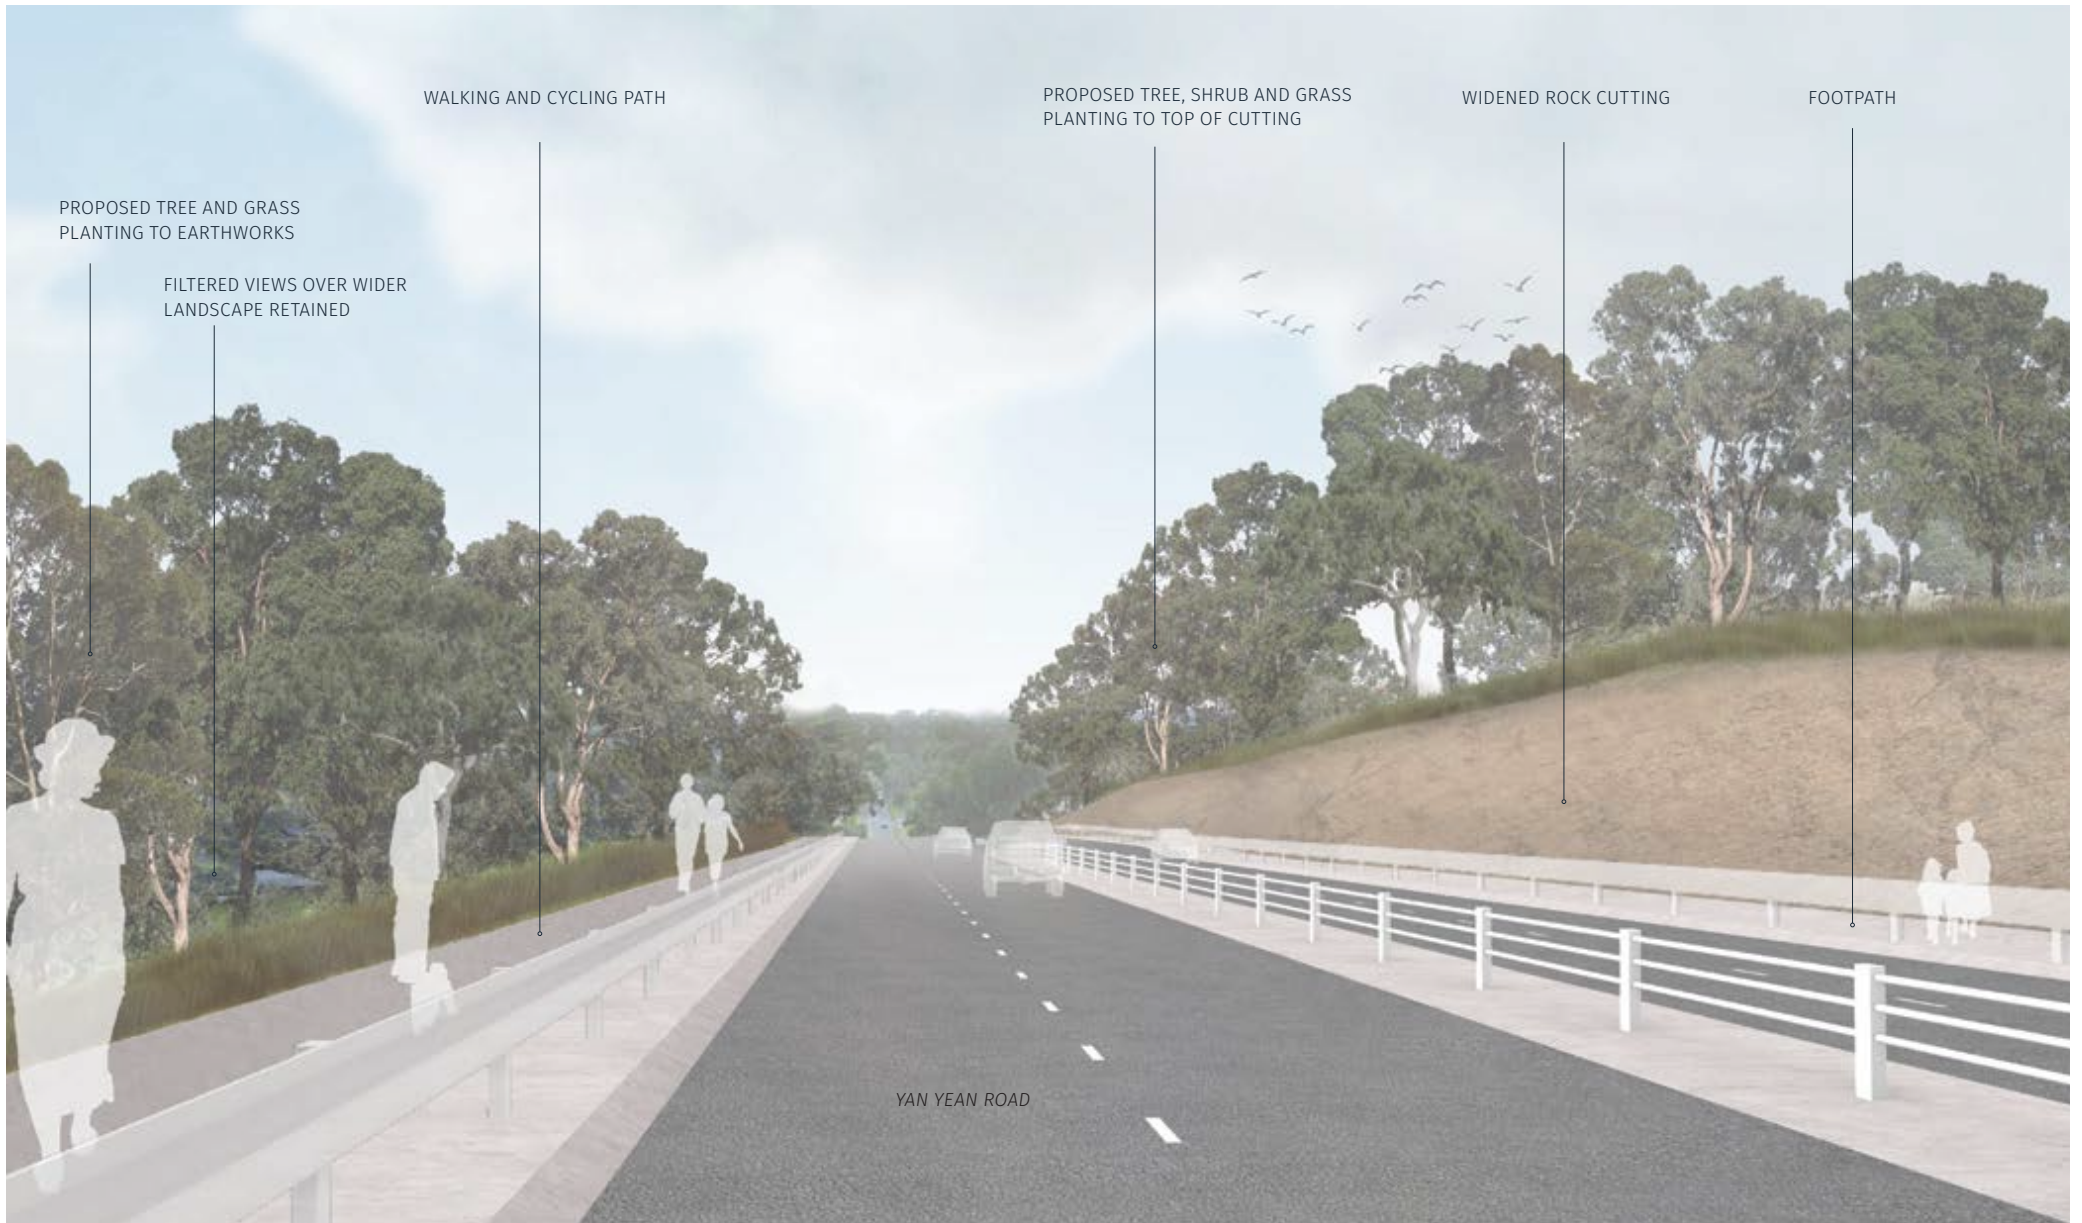 WALKING AND CYCLING PATH
PROPOSED TREE, SHRUB AND GRASS
PLANTING TO TOP OF CUTTING
WIDENED ROCK CUTTING
FOOTPATH
PROPOSED TREE AND GRASS
PLANTING TO EARTHWORKS
FILTERED VIEWS OVER WIDER
LANDSCAPE RETAINED
YAN YEAN ROAD